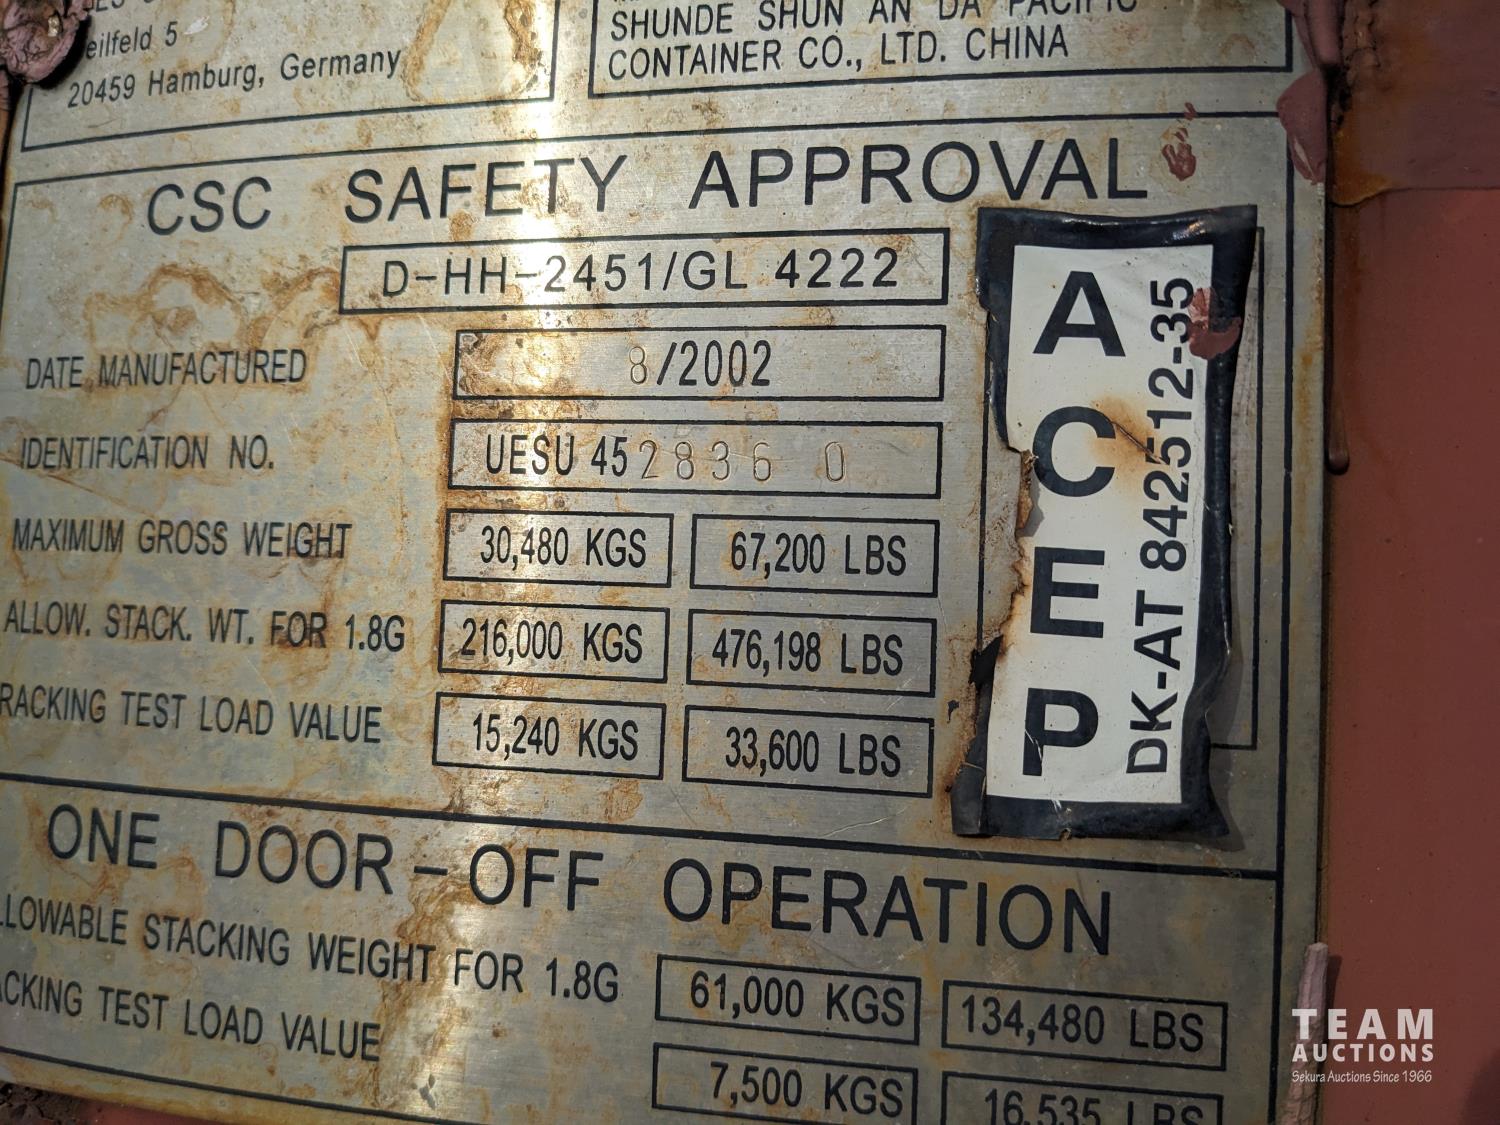 eilfeld 5
20459 Hamburg, Germany
SHUNDE SHUN AN DA PACIFIC
CONTAINER CO., LTD. CHINA
CSC SAFETY APPROVAL
D-HH-2451/GL 4222
DATE MANUFACTURED 8/2002
IDENTIFICATION NO. UESU 452836 0
MAXIMUM GROSS WEIGHT 30,480 KGS 67,200 LBS
ALLOW. STACK. WT. FOR 1.8G 216,000 KGS 476,198 LBS
RACKING TEST LOAD VALUE 15,240 KGS 33,600 LBS
ACEP
DK-AT 842512-35
ONE DOOR-OFF OPERATION
LLOWABLE STACKING WEIGHT FOR 1.8G 61,000 KGS 134,480 LBS
ACKING TEST LOAD VALUE 7,500 KGS 16,535 LBS
TEAM
AUCTIONS
Sekura Auctions Since 1966